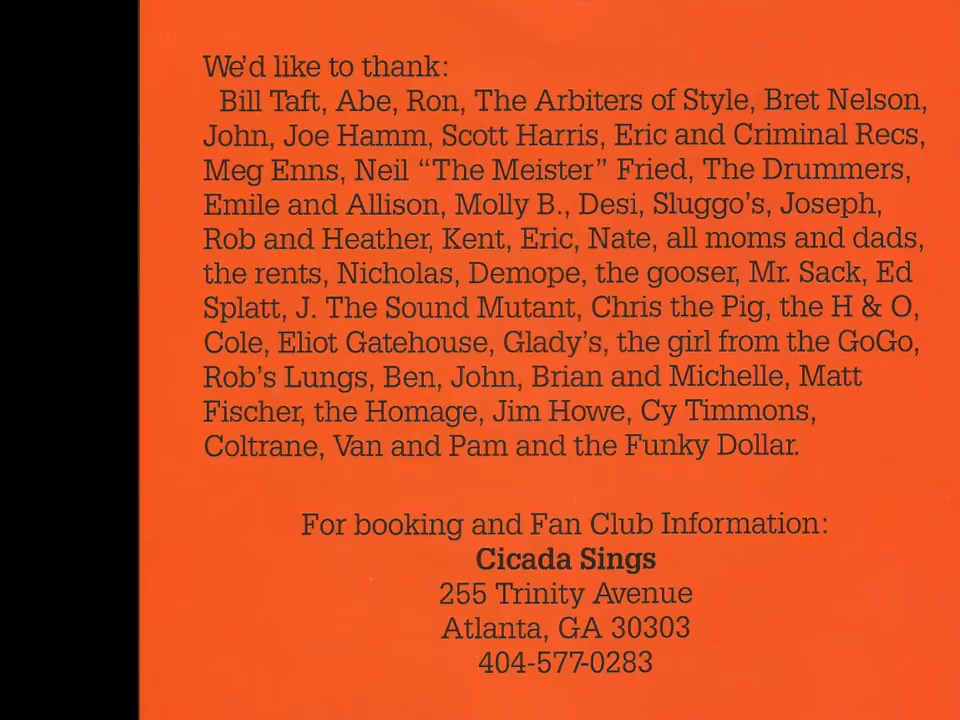 We'd like to thank:
Bill Taft, Abe, Ron, The Arbiters of Style, Bret Nelson,
John, Joe Hamm, Scott Harris, Eric and Criminal Recs,
Meg Enns, Neil “The Meister” Fried, The Drummers,
Emile and Allison, Molly B., Desi, Sluggo's, Joseph,
Rob and Heather, Kent, Eric, Nate, all moms and dads,
the rents, Nicholas, Demope, the gooser, Mr. Sack, Ed
Splatt, J. The Sound Mutant, Chris the Pig, the H & O,
Cole, Eliot Gatehouse, Glady's, the girl from the GoGo,
Rob's Lungs, Ben, John, Brian and Michelle, Matt
Fischer, the Homage, Jim Howe, Cy Timmons,
Coltrane, Van and Pam and the Funky Dollar.
For booking and Fan Club Information:
Cicada Sings
255 Trinity Avenue
Atlanta, GA 30303
404-577-0283